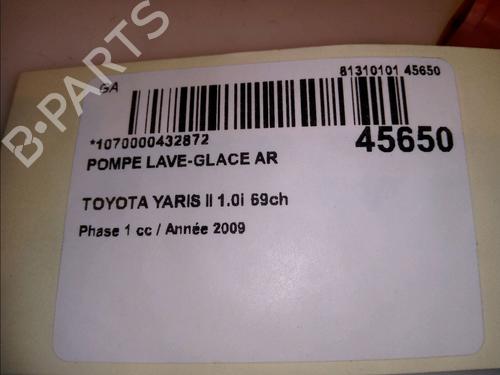 GA
81310101 45650
*1070000432872
45650
POMPE LAVE-GLACE AR
TOYOTA YARIS II 1.0i 69ch
Phase 1 cc / Année 2009
B-PARTS